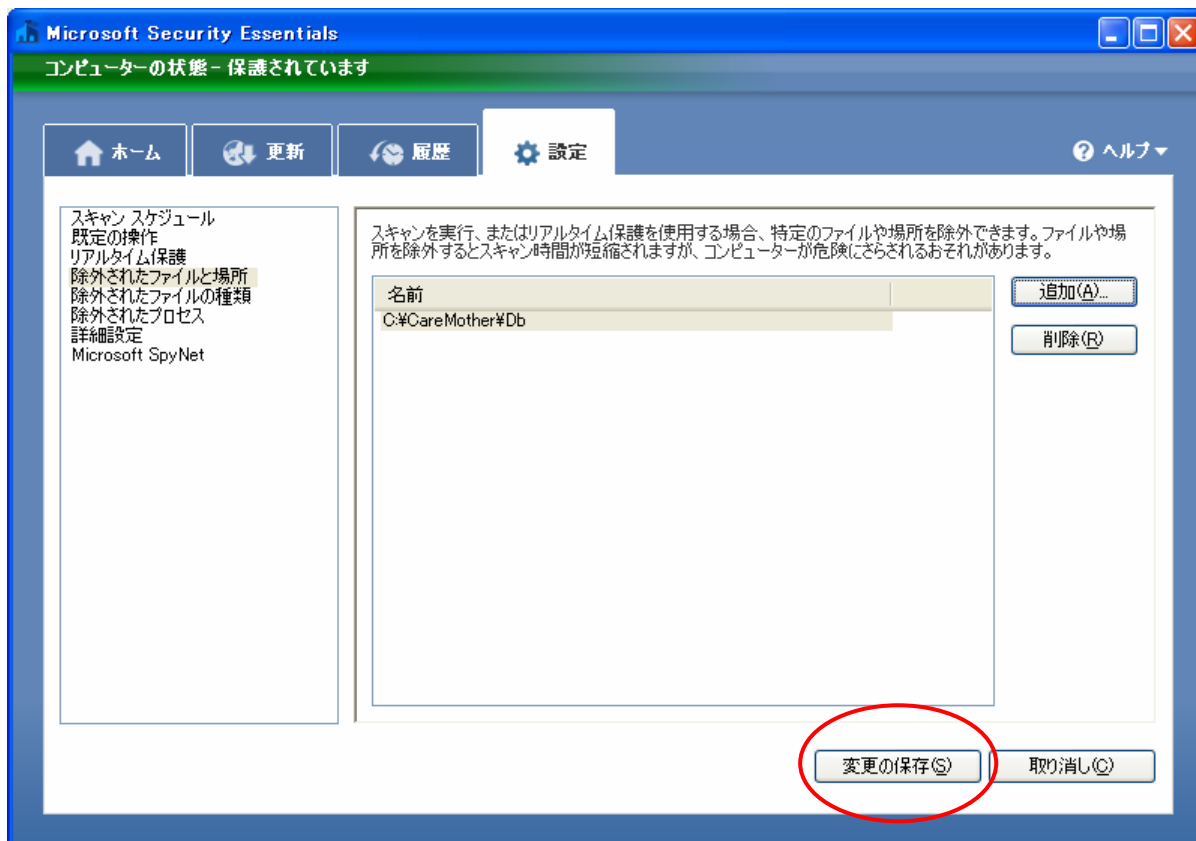 Microsoft Security Essentials
コンピューターの状態 - 保護されています
ホーム
更新
履歴
設定
ヘルプ
スキャン スケジュール
既定の操作
リアルタイム保護
除外されたファイルと場所
除外されたファイルの種類
除外されたプロセス
詳細設定
Microsoft SpyNet
スキャンを実行、またはリアルタイム保護を使用する場合、特定のファイルや場所を除外できます。ファイルや場
所を除外するとスキャン時間が短縮されますが、コンピューターが危険にさらされるおそれがあります。
名前
C:¥CareMother¥Db
追加(A)...
削除(R)
変更の保存(S)
取り消し(C)